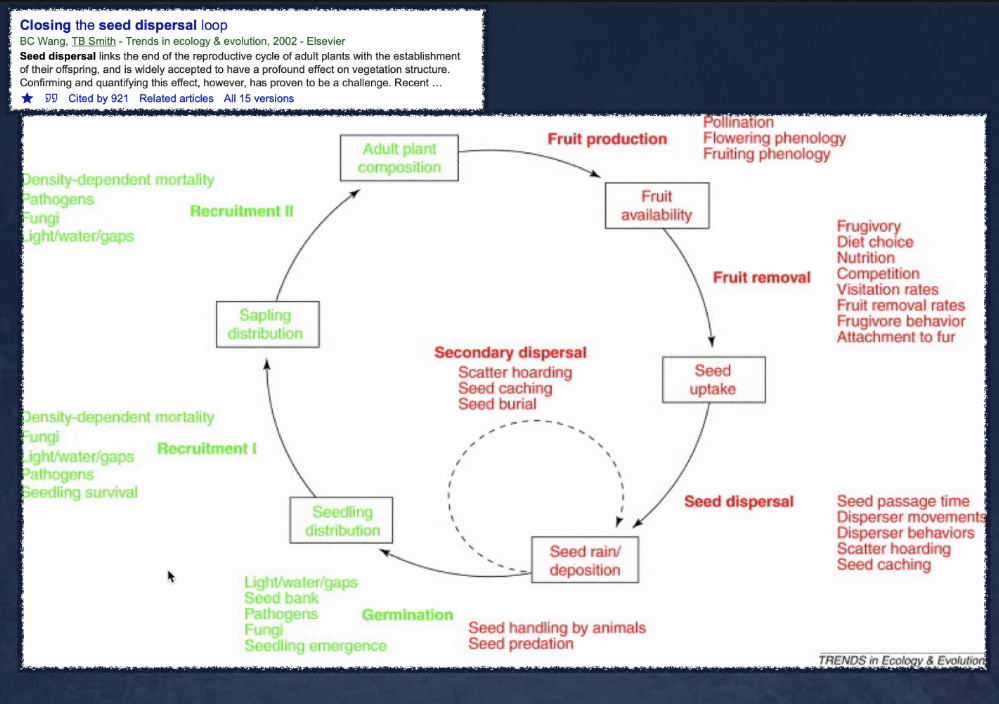 Closing the seed dispersal loop
BC Wang, TB Smith - Trends in ecology & evolution, 2002 - Elsevier
Seed dispersal links the end of the reproductive cycle of adult plants with the establishment
of their offspring, and is widely accepted to have a profound effect on vegetation structure.
Confirming and quantifying this effect, however, has proven to be a challenge. Recent ...
Cited by 921 Related articles All 15 versions
Adult plant
composition
Fruit production
Pollination
Flowering phenology
Fruiting phenology
Fruit
availability
Fruit removal
Frugivory
Diet choice
Nutrition
Competition
Visitation rates
Fruit removal rates
Frugivore behavior
Attachment to fur
Seed
uptake
Seed dispersal
Seed passage time
Disperser movements
Disperser behaviors
Scatter hoarding
Seed caching
Secondary dispersal
Scatter hoarding
Seed caching
Seed burial
Seed rain/
deposition
Seed handling by animals
Seed predation
Germination
Light/water/gaps
Seed bank
Pathogens
Fungi
Seedling emergence
Seedling
distribution
Recruitment I
Density-dependent mortality
Fungi
Light/water/gaps
Pathogens
Seedling survival
Sapling
distribution
Recruitment II
Density-dependent mortality
Pathogens
Fungi
Light/water/gaps
TRENDS in Ecology & Evolution